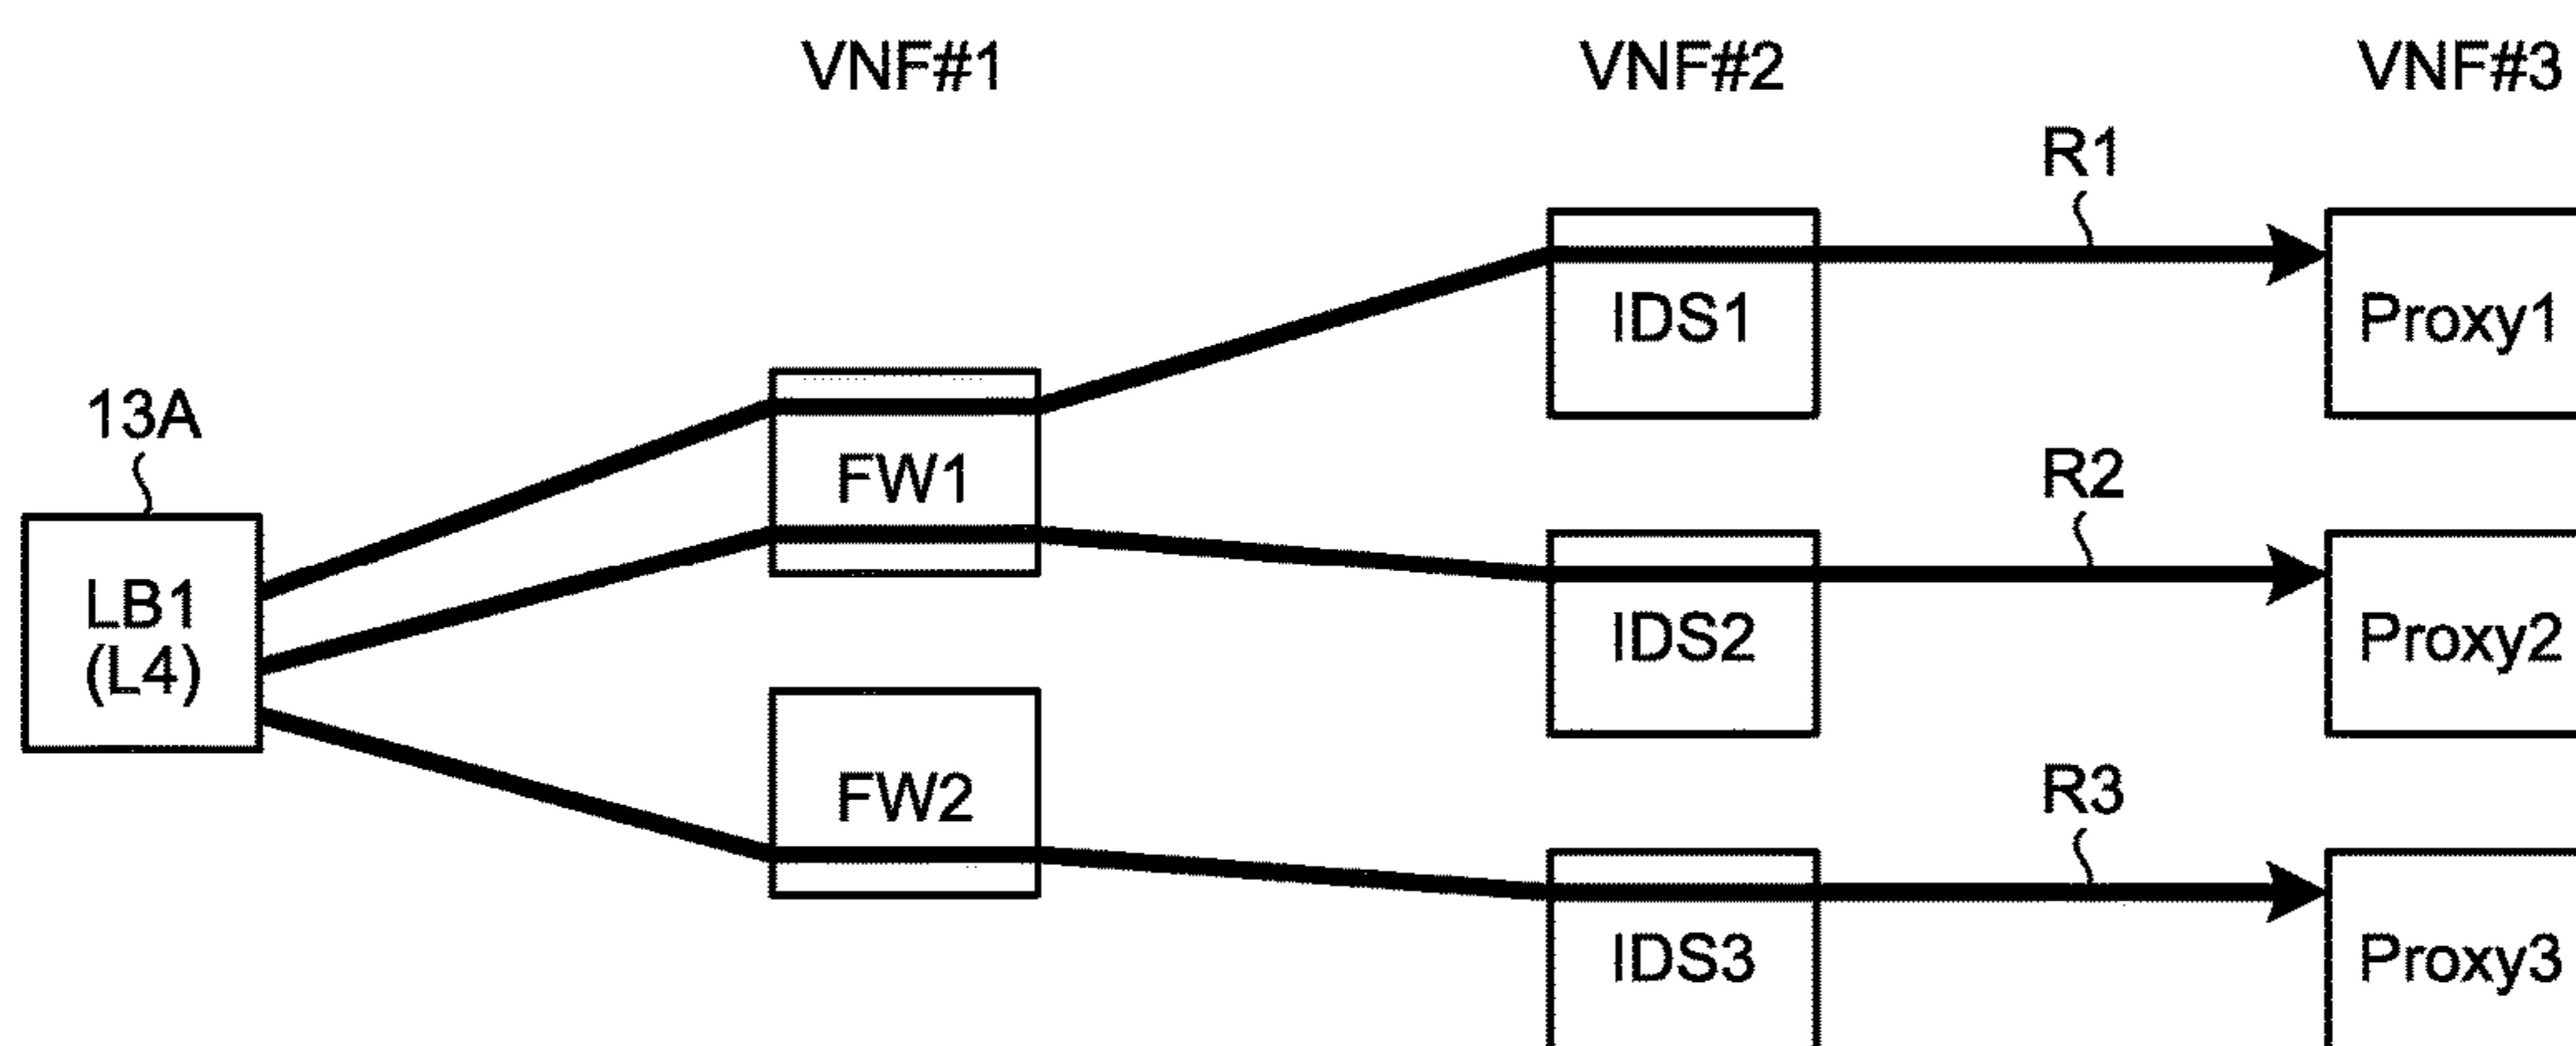 VNF#1 VNF#2 VNF#3
R1
IDS1 Proxy1
13A
FW1
R2
LB1
(L4)
IDS2 Proxy2
FW2
R3
IDS3 Proxy3